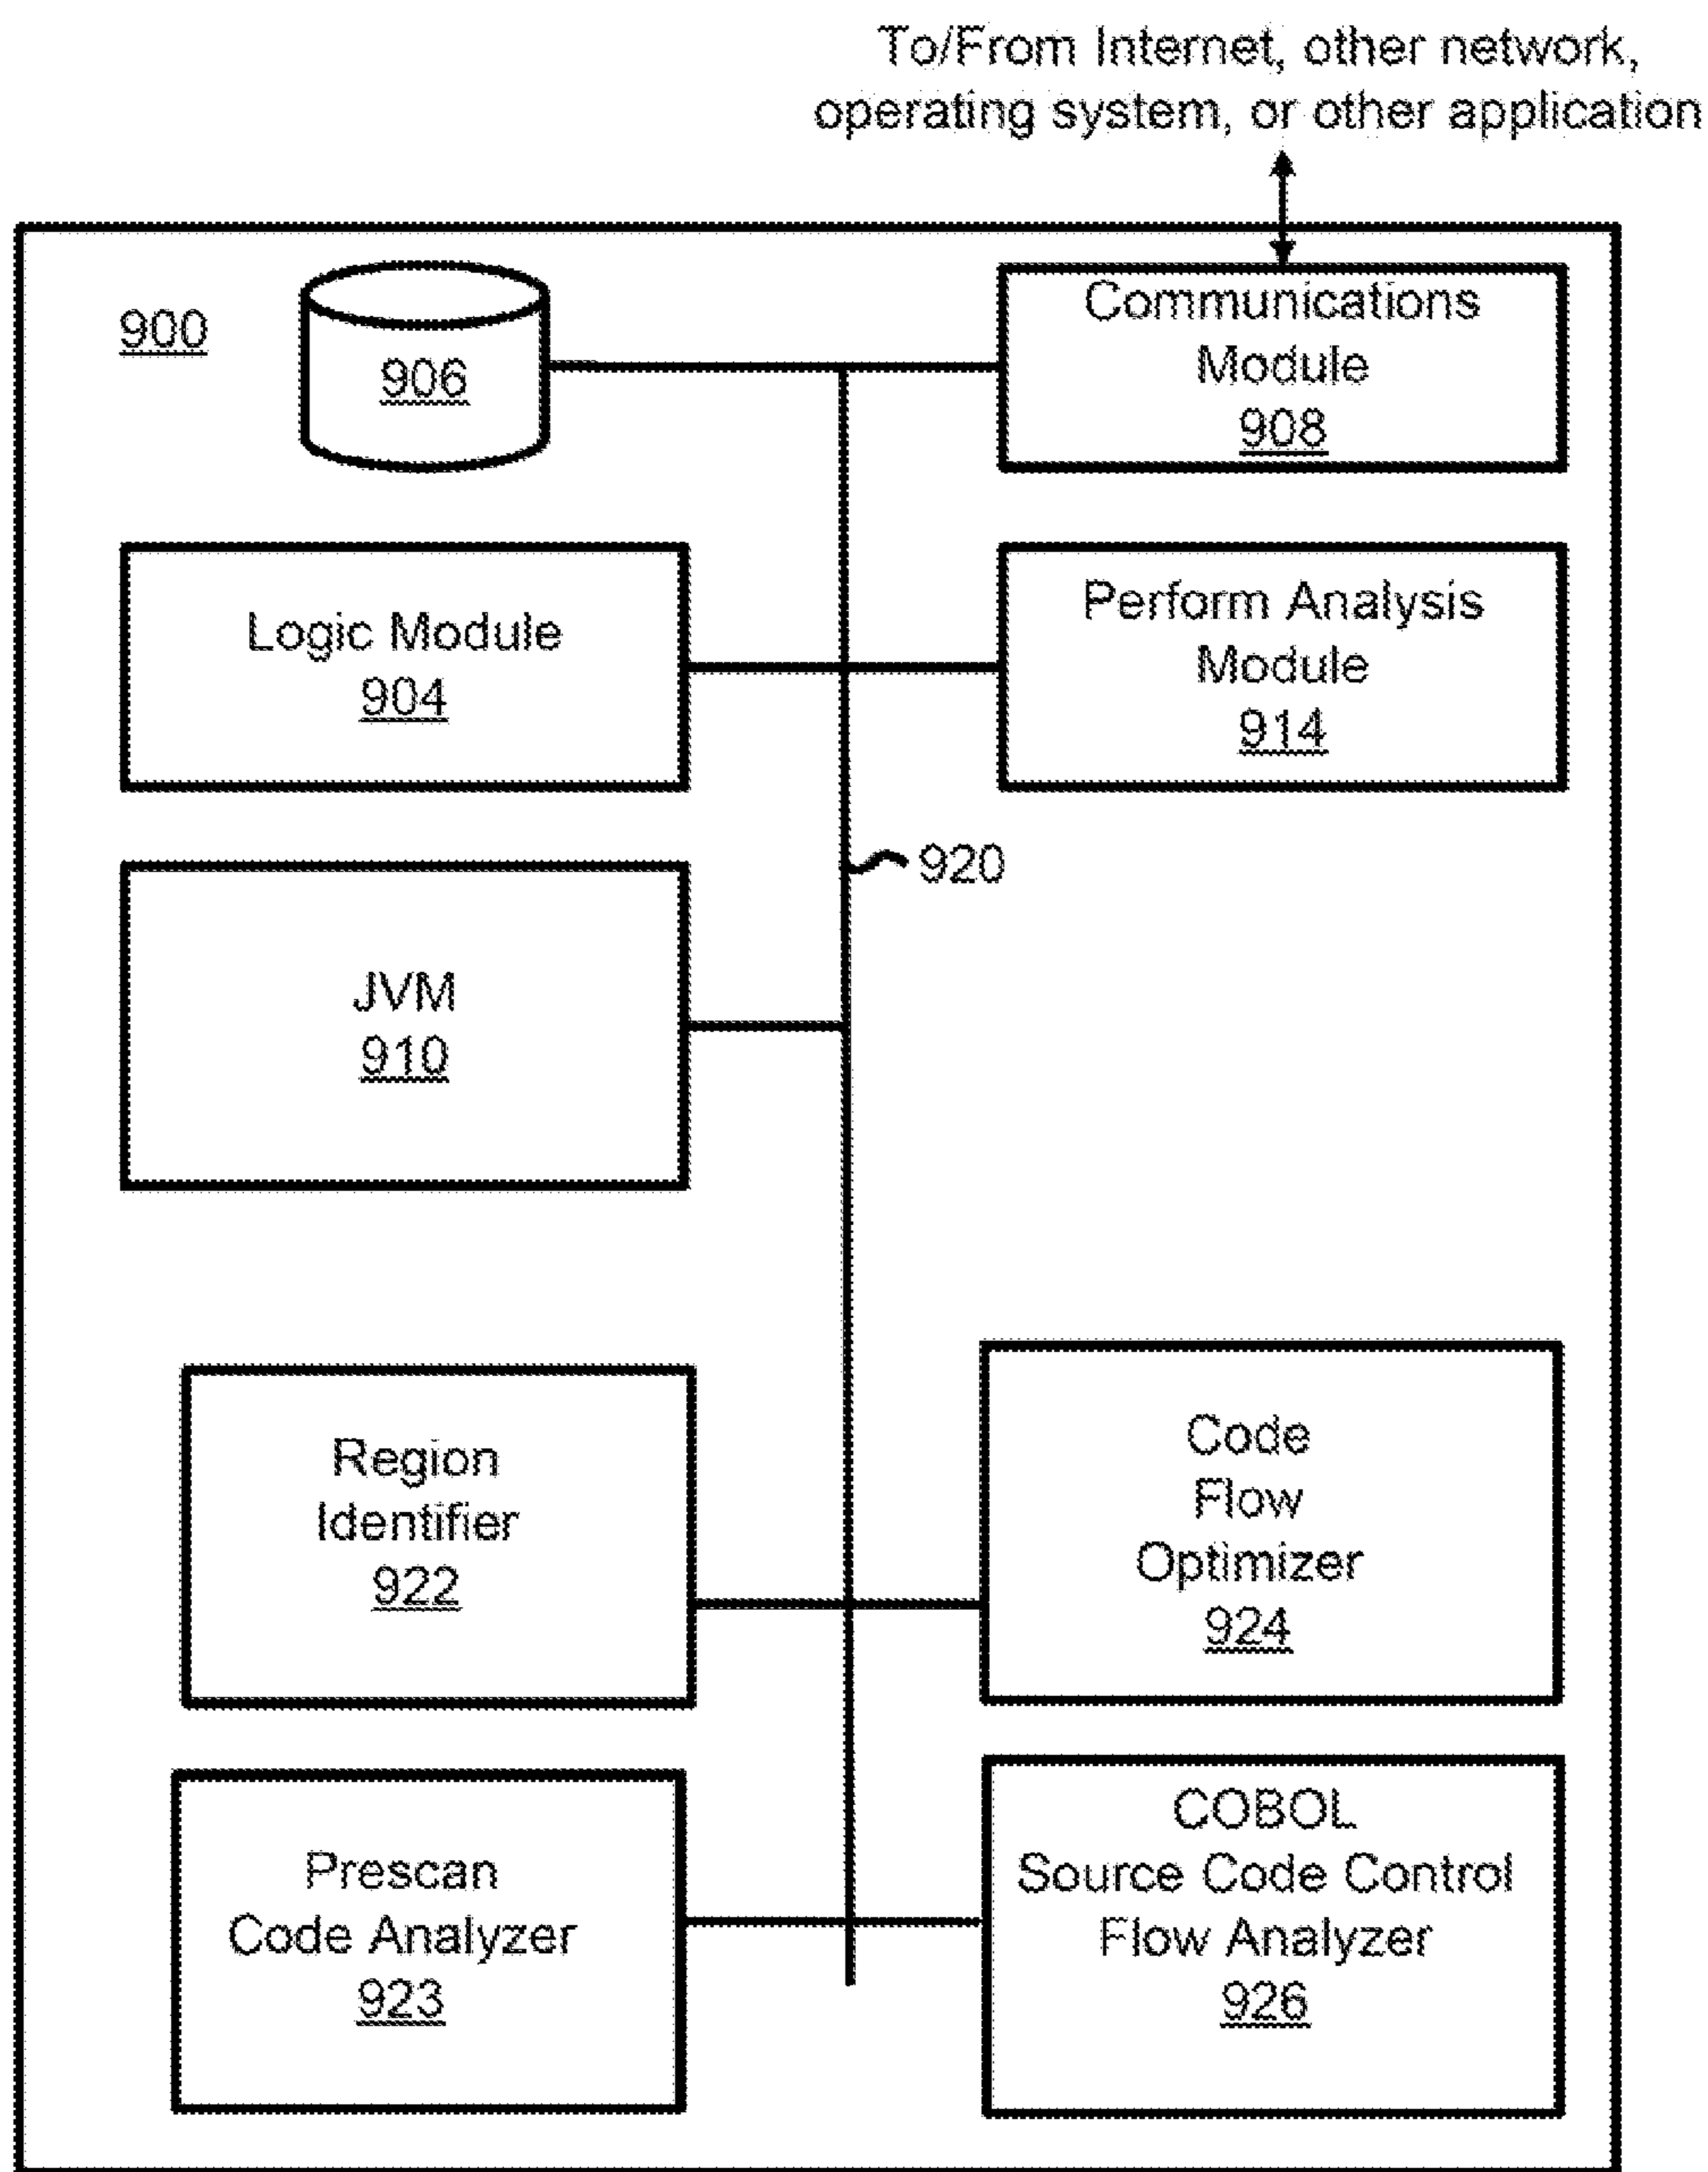 To/From Internet, other network,
operating system, or other application
900
906
Communications
Module
908
Logic Module
904
Perform Analysis
Module
914
920
JVM
910
Region
Identifier
922
Code
Flow
Optimizer
924
Prescan
Code Analyzer
923
COBOL
Source Code Control
Flow Analyzer
926